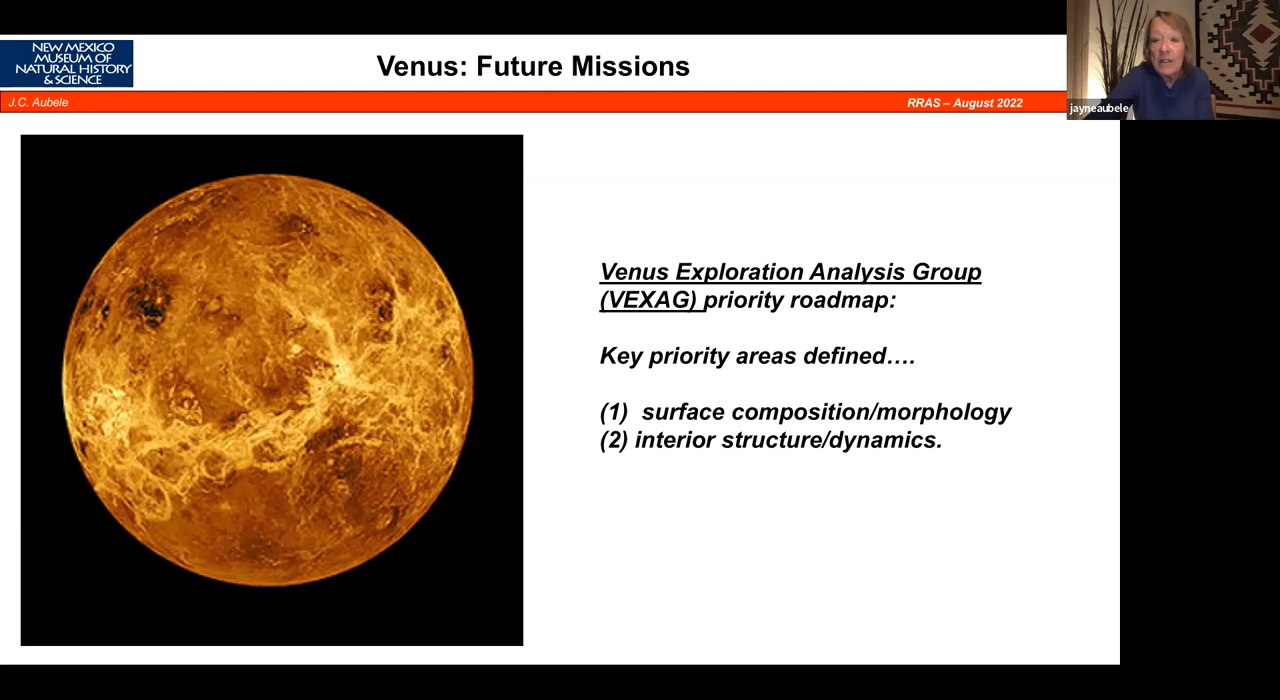 NEW MEXICO
MUSEUM OF
NATURAL HISTORY
& SCIENCE
Venus: Future Missions
J.C. Aubele
RRAS – August 2022
jayneaubele
Venus Exploration Analysis Group
(VEXAG) priority roadmap:
Key priority areas defined….
(1) surface composition/morphology
(2) interior structure/dynamics.